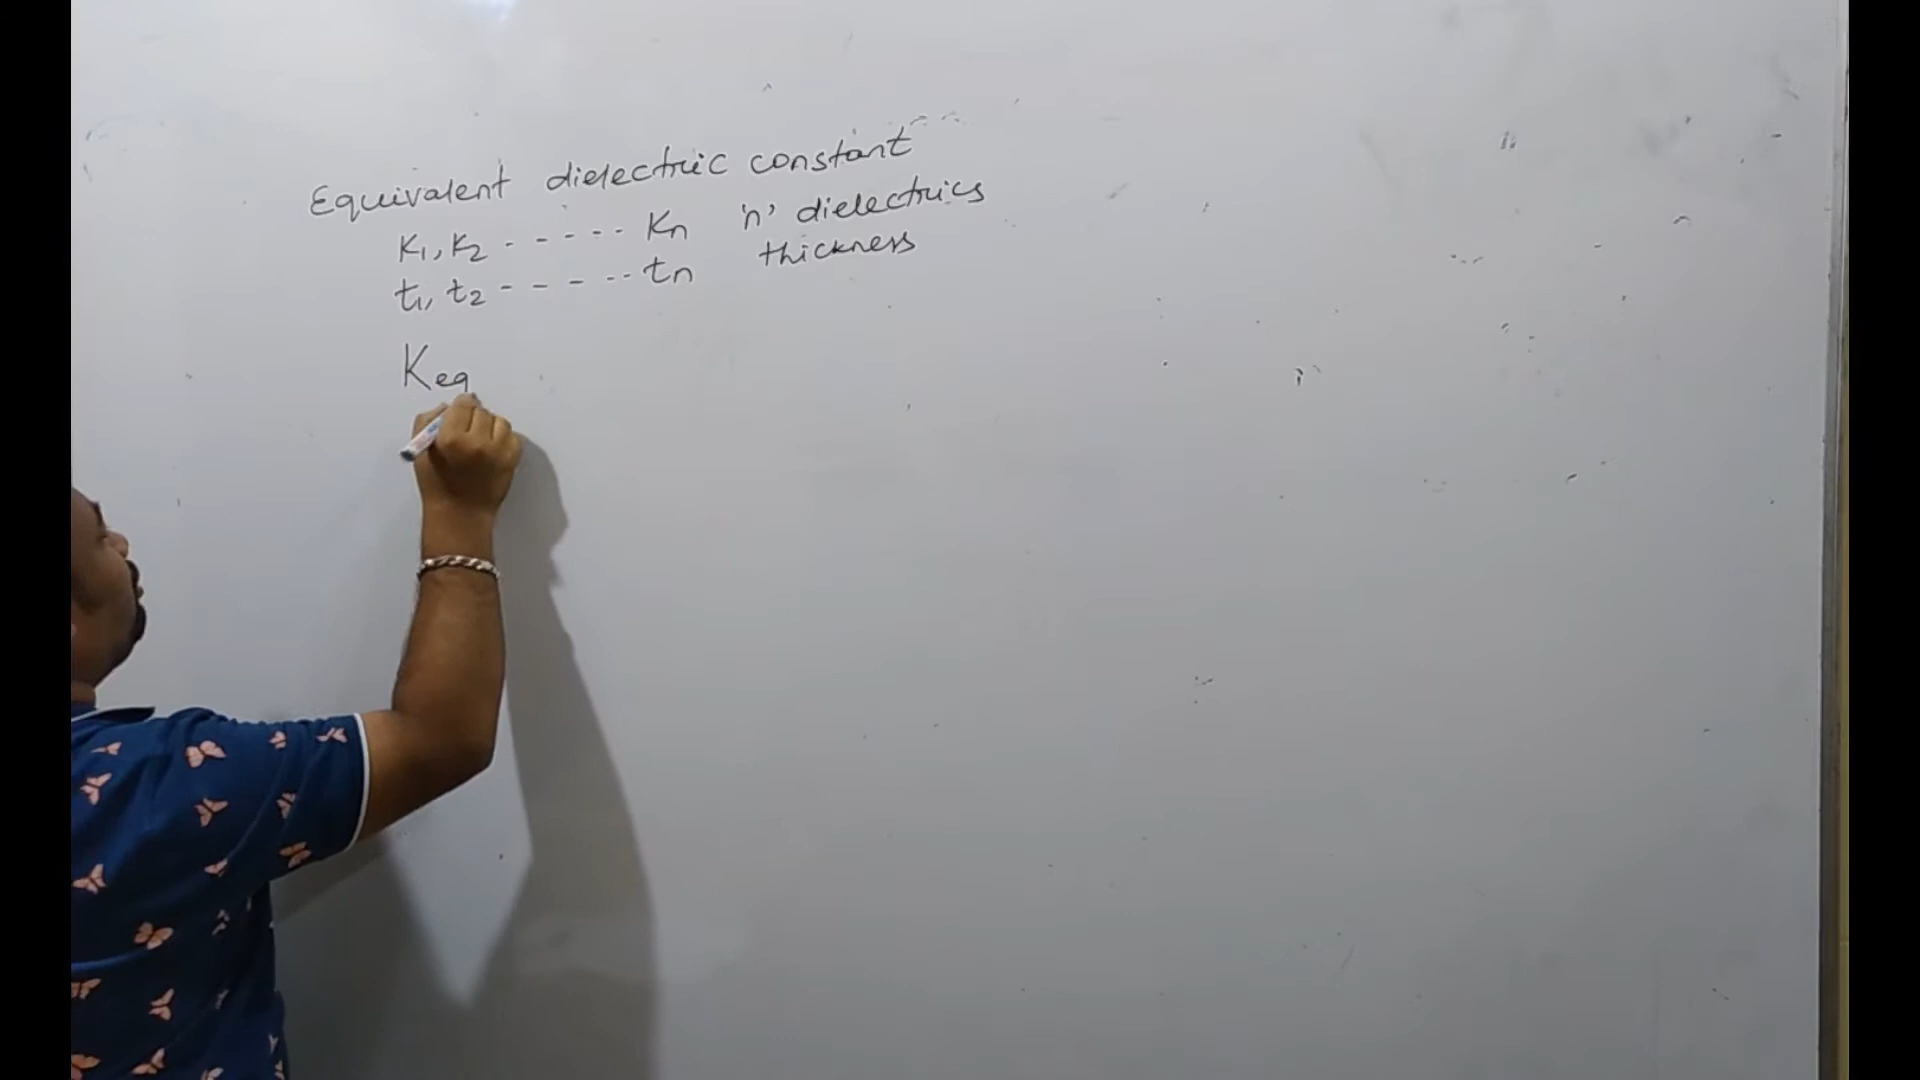 Equivalent dielectric constant
K1, K2 - - - - - Kn 'n' dielectrics
t1, t2 - - - - - - tn thickness
Keq